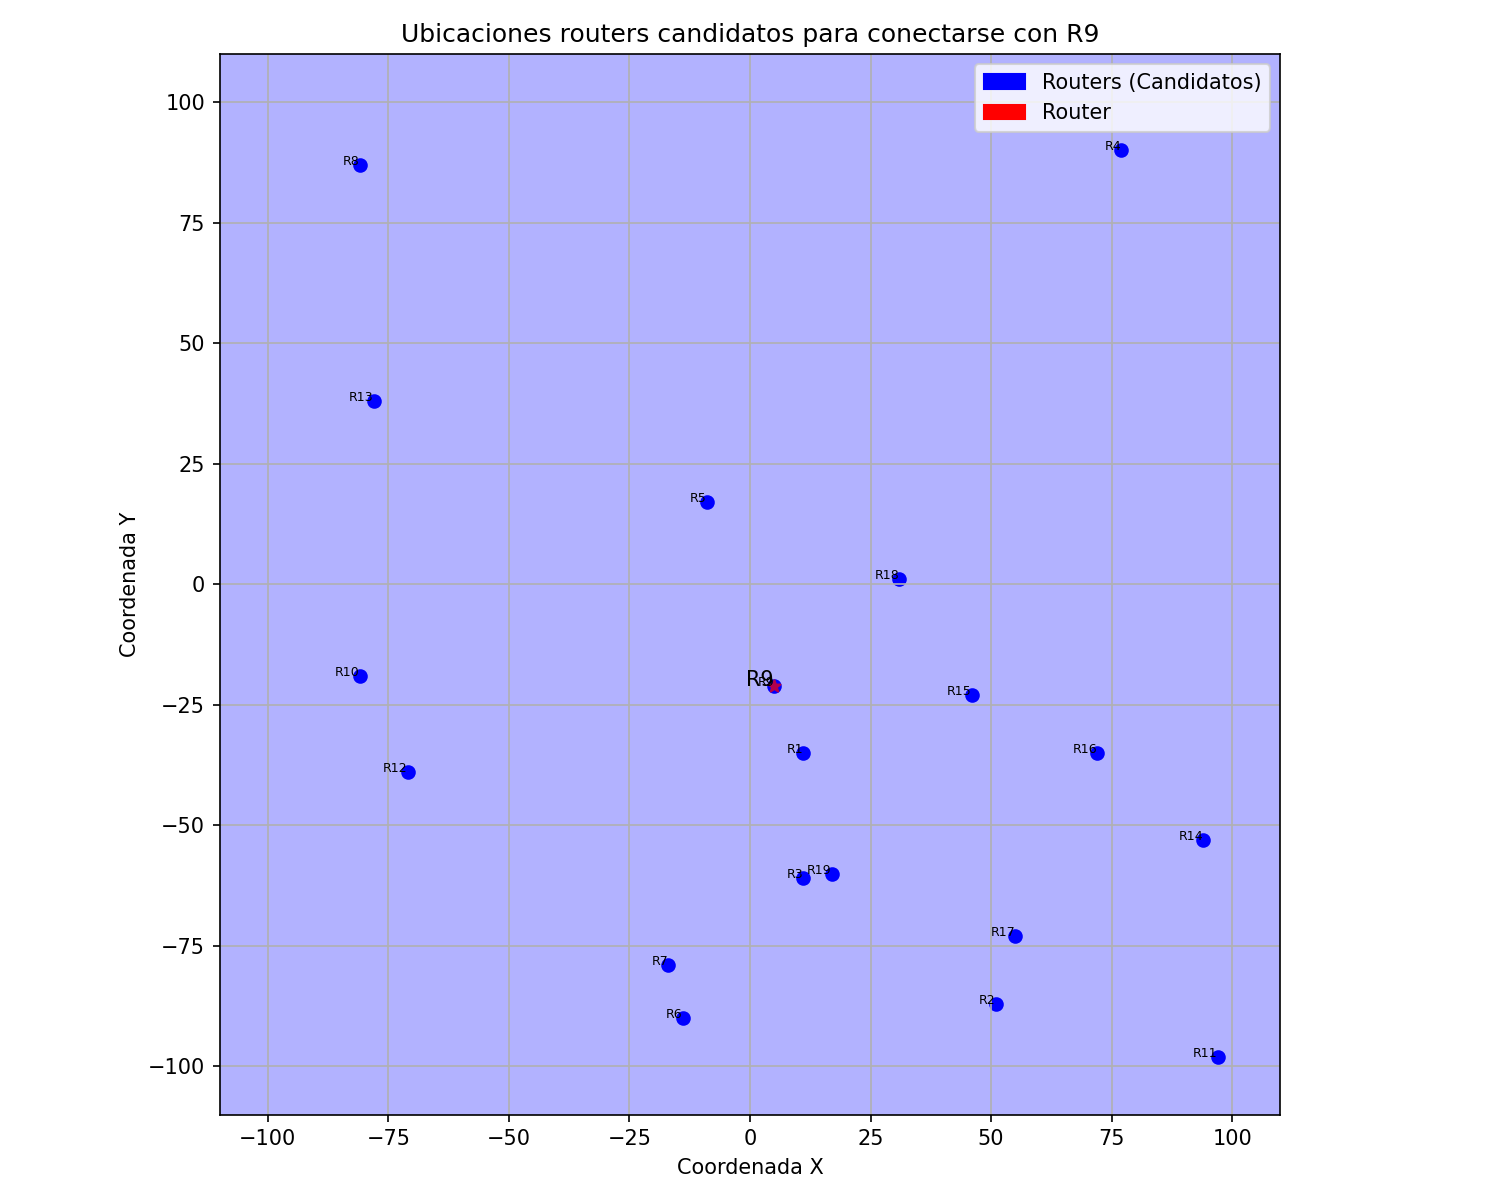 Ubicaciones routers candidatos para conectarse con R9
Routers (Candidatos)
Router
R8
R4
R13
R5
R18
R10
R9
R9
R15
R1
R16
R12
R14
R3
R19
R17
R7
R2
R6
R11
100
75
50
25
0
−25
−50
−75
−100
Coordenada Y
−100
−75
−50
−25
0
25
50
75
100
Coordenada X